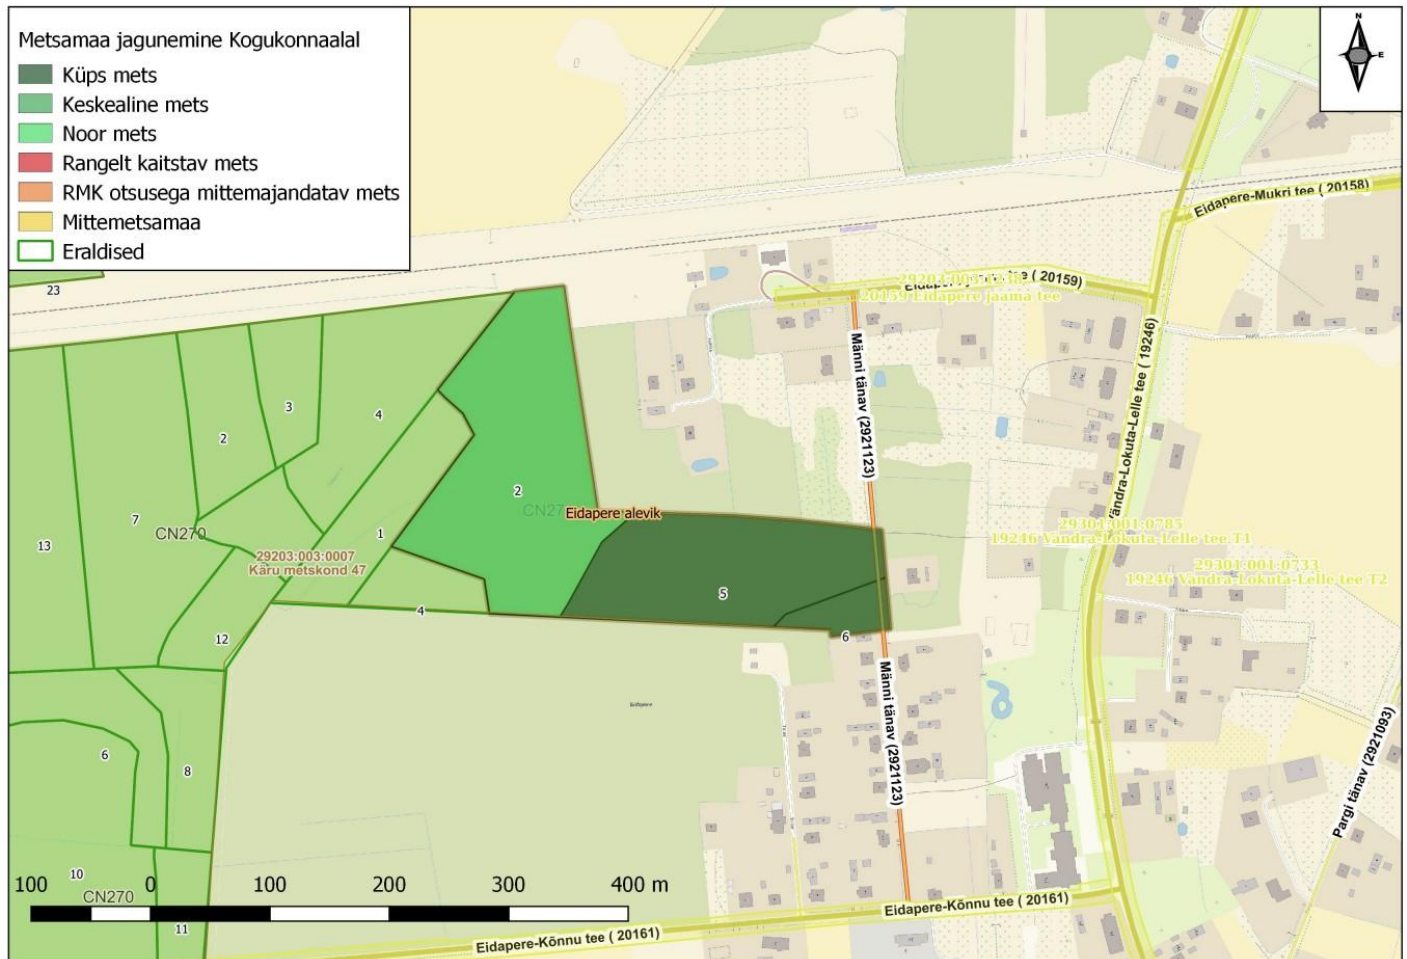 Metsamaa jagunemine Kogukonnaalal
Küps mets
Keskealine mets
Noor mets
Rangelt kaitstav mets
RMK otsusega mittemajandatav mets
Mittemetsamaa
Eraldised
N
E
Eidapere-Mukri tee ( 20158)
23
tee ( 20159)
20159 Eidapere jaama tee
Vändra-Lokuta-Lelle tee ( 19246)
Männi tänav (2921123)
3
4
2
2
7
13
CN270
1
Eidapere alevik
29203:003:0007
Käru metskond 47
29301:001:0785
19246 Vändra-Lokuta-Lelle tee T1
29301:001:0733
19246 Vändra-Lokuta-Lelle tee T2
5
4
12
6
Männi tänav (2921123)
Eidapere
6
8
Pargi tänav (2921093)
10
CN270
11
100 0 100 200 300 400 m
Eidapere-Kõnnu tee ( 20161)
Eidapere-Kõnnu tee ( 20161)